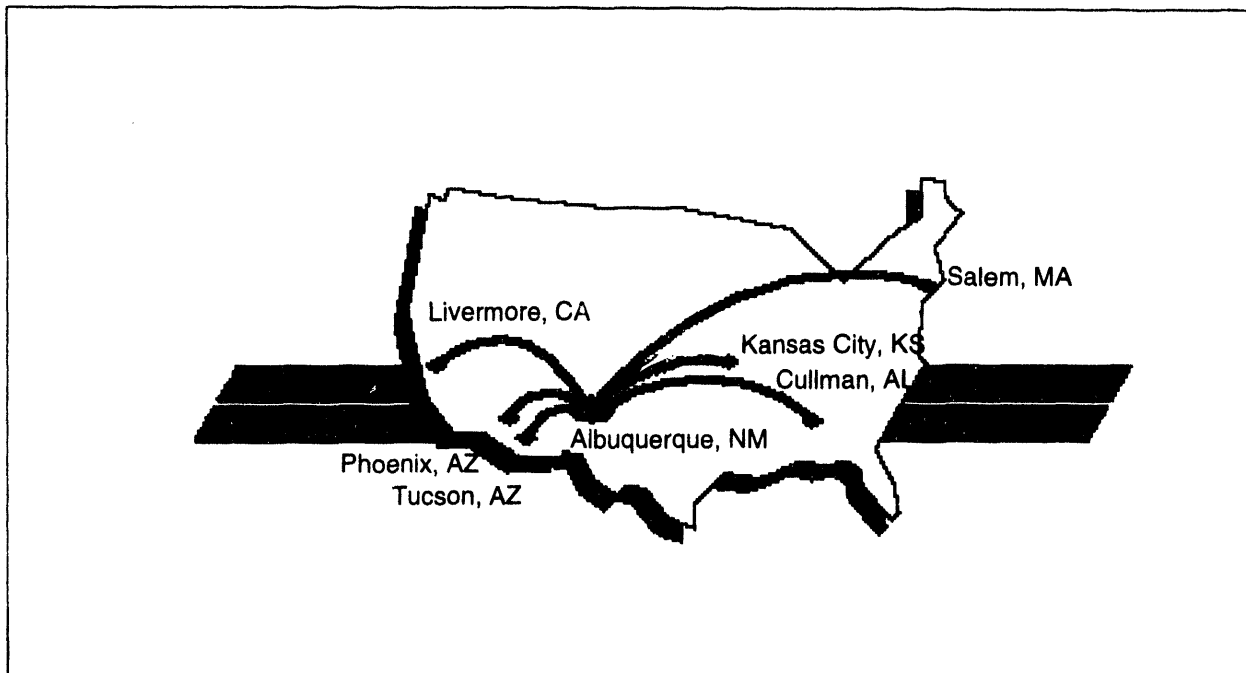 Salem, MA
Livermore, CA
Kansas City, KS
Cullman, AL
Albuquerque, NM
Phoenix, AZ
Tucson, AZ